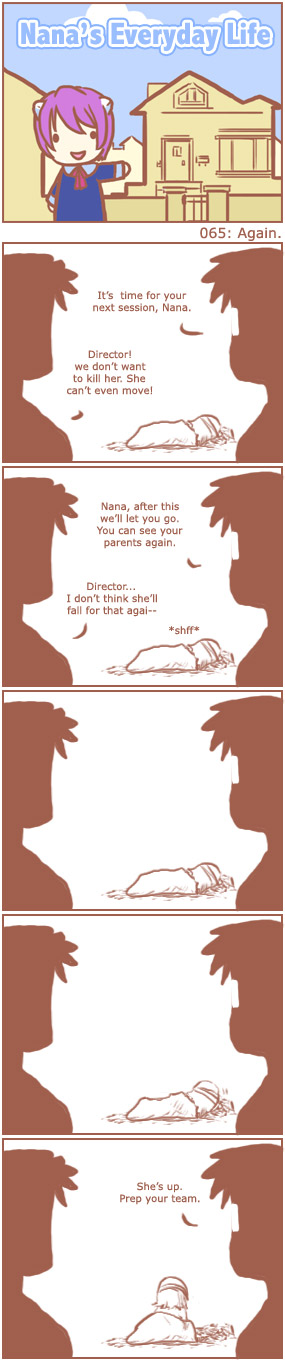 Nana's Everyday Life
065: Again.
It's time for your
next session, Nana.
Director!
we don't want
to kill her. She
can't even move!
Nana, after this
we'll let you go.
You can see your
parents again.
Director...
I don't think she'll
fall for that agai--
*shff*
She's up.
Prep your team.